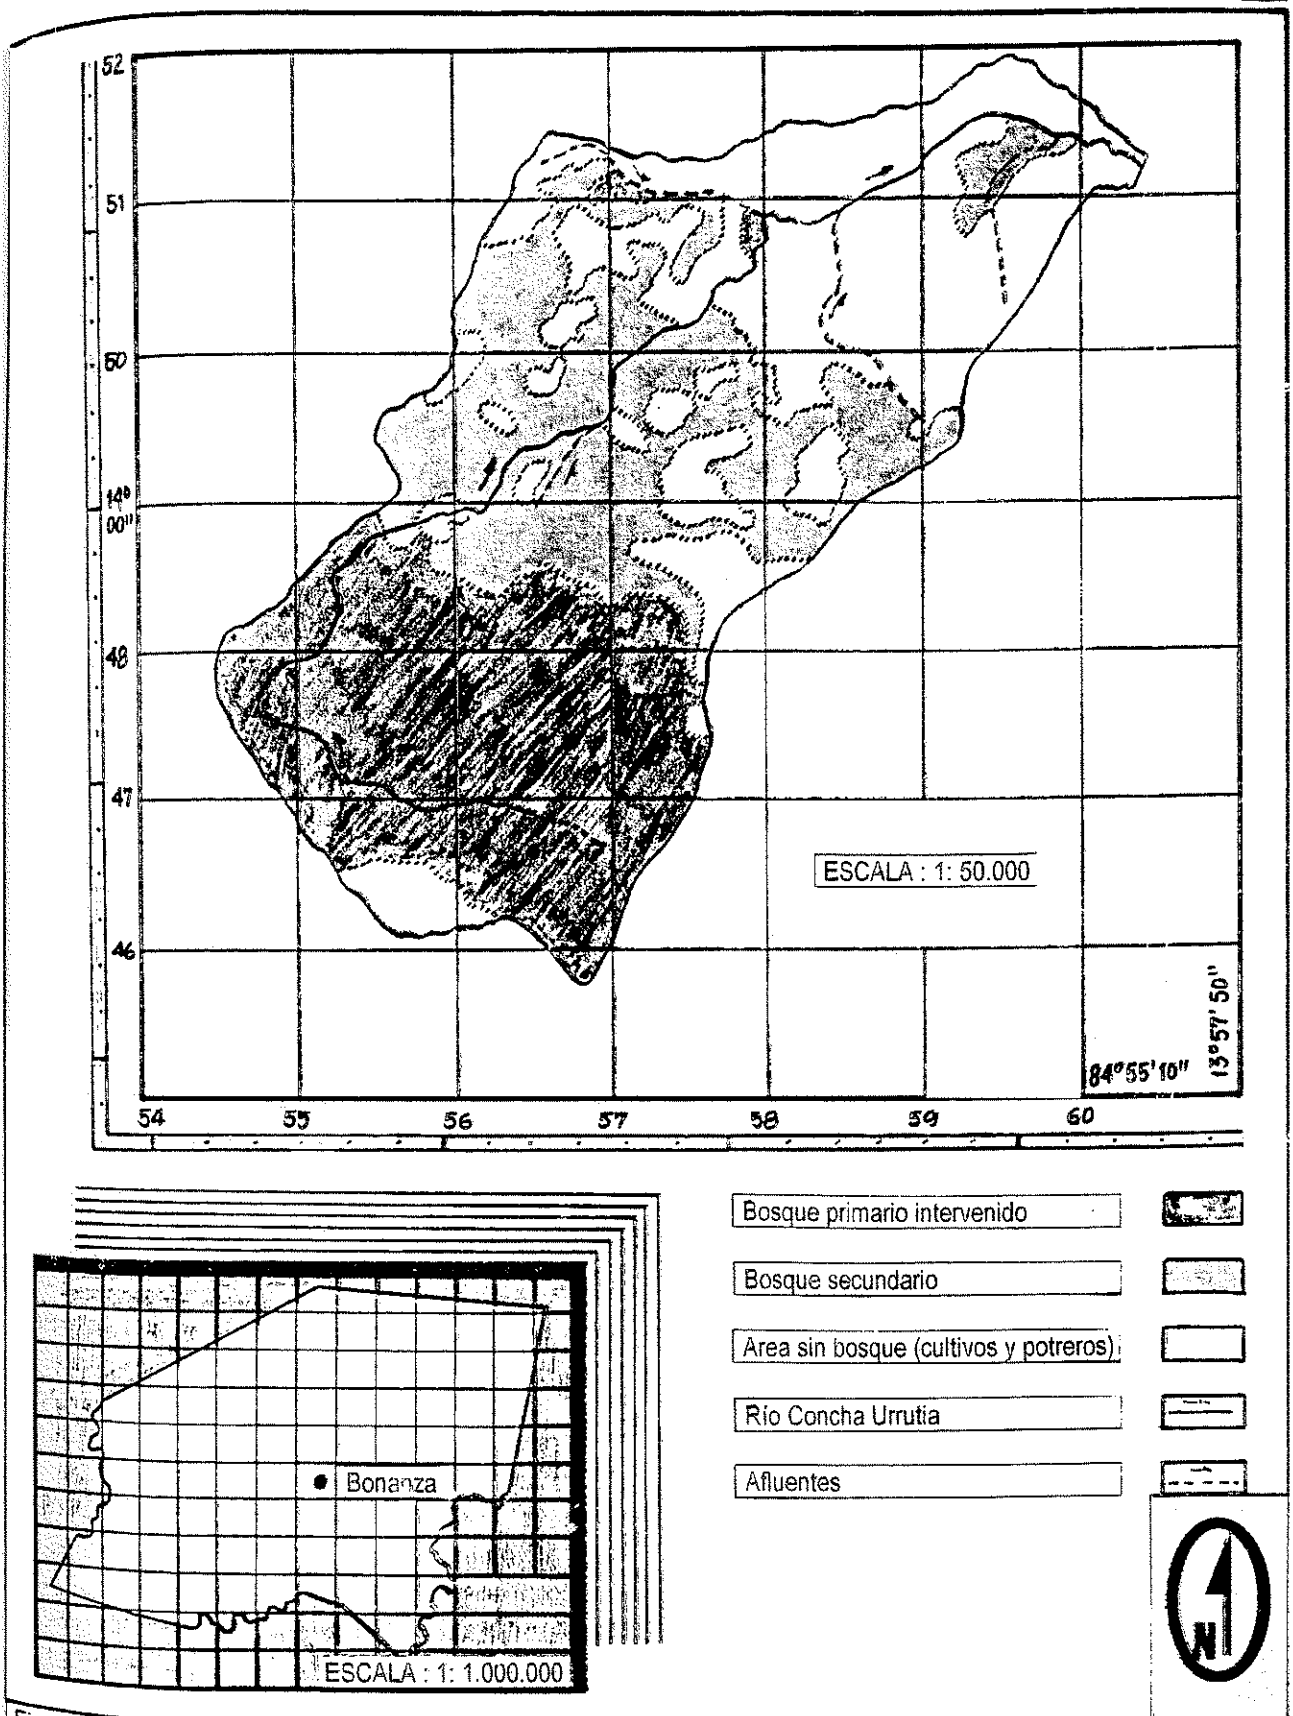 52
51
50
14°
00"
48
47
46
ESCALA : 1: 50.000
13°57'50"
84°55'10"
54 55 56 57 58 59 60
Bosque primario intervenido
Bosque secundario
Area sin bosque (cultivos y potreros)
Río Concha Urrutia
Afluentes
Bonanza
ESCALA : 1: 1.000.000
N